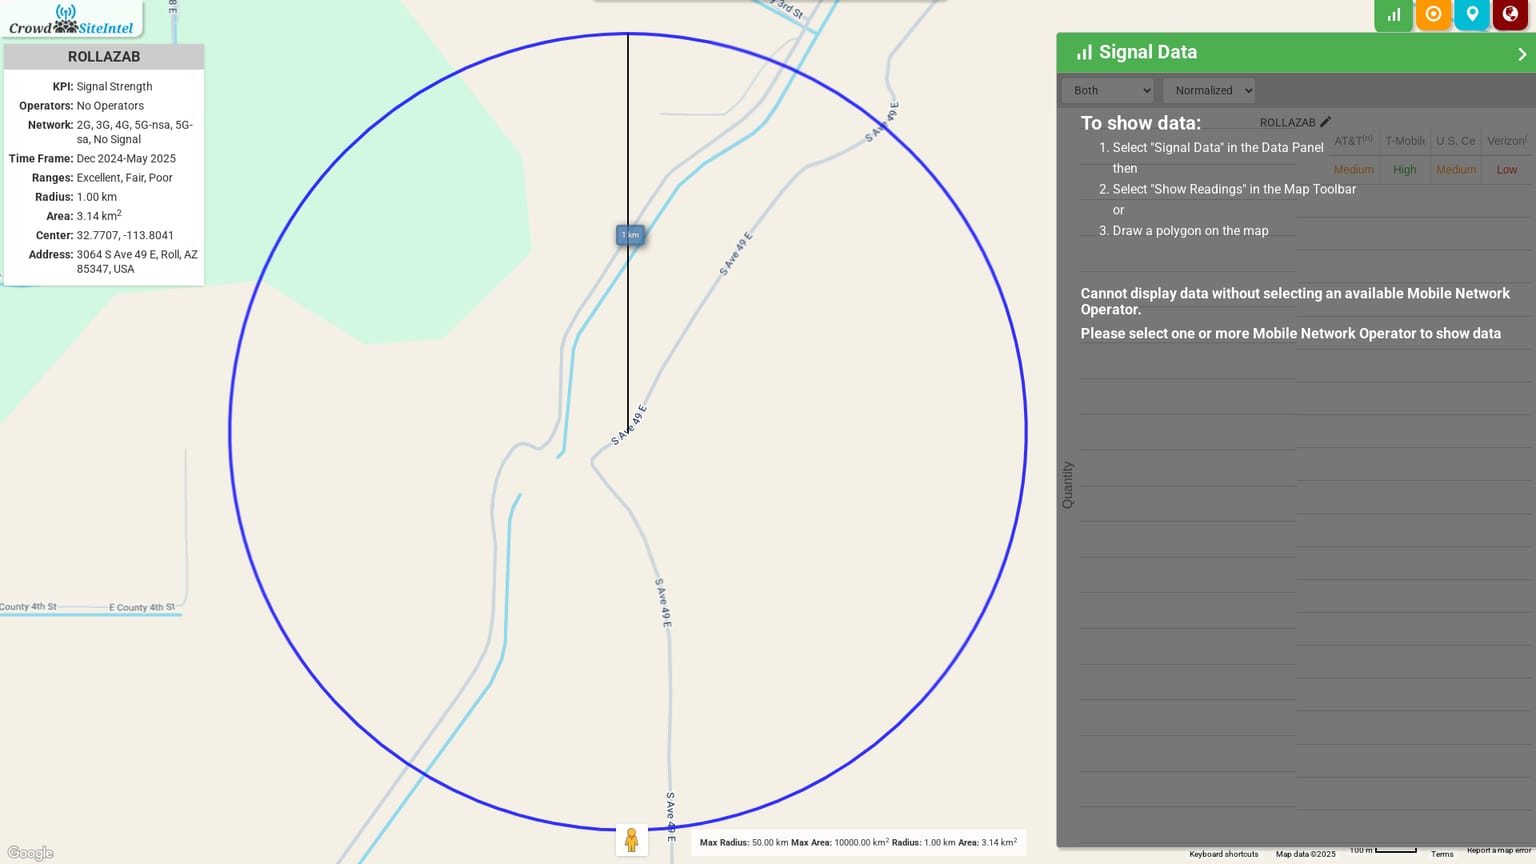 Crowd SiteIntel
8 E
3rd St
Signal Data
ROLLAZAB
KPI: Signal Strength
Operators: No Operators
Network: 2G, 3G, 4G, 5G-nsa, 5G-
sa, No Signal
Time Frame: Dec 2024-May 2025
Ranges: Excellent, Fair, Poor
Radius: 1.00 km
Area: 3.14 km²
Center: 32.7707, -113.8041
Address: 3064 S Ave 49 E, Roll, AZ
85347, USA
Both
Normalized
To show data:
ROLLAZAB
1. Select "Signal Data" in the Data Panel
then
2. Select "Show Readings" in the Map Toolbar
or
3. Draw a polygon on the map
AT&T(n) T-Mobile U.S. Ce Verizon
Medium High Medium Low
Cannot display data without selecting an available Mobile Network
Operator.
Please select one or more Mobile Network Operator to show data
Quantity
S Ave 49 E
1 km
S Ave 49 E
S Ave 49 E
S Ave 49 E
County 4th St
E County 4th St
S Ave 49 E
Max Radius: 50.00 km Max Area: 10000.00 km² Radius: 1.00 km Area: 3.14 km²
Google
Keyboard shortcuts Map data ©2025 100 m Terms Report a map error